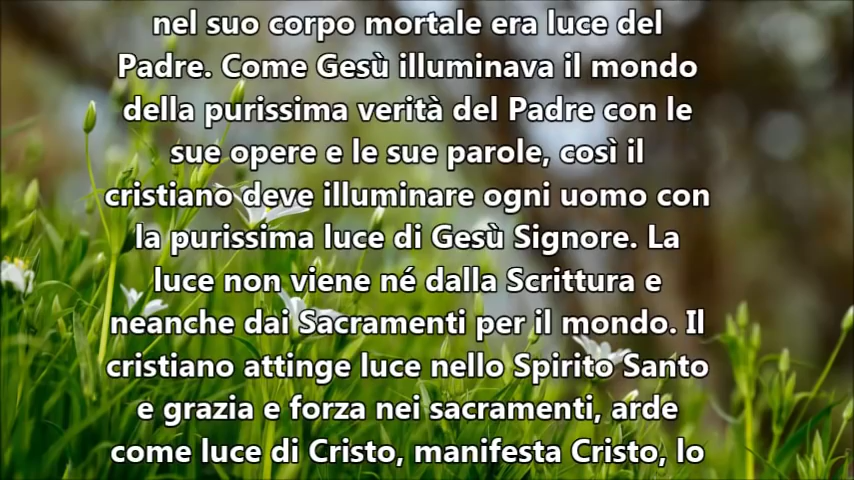 nel suo corpo mortale era luce del
Padre. Come Gesù illuminava il mondo
della purissima verità del Padre con le
sue opere e le sue parole, così il
cristiano deve illuminare ogni uomo con
la purissima luce di Gesù Signore. La
luce non viene né dalla Scrittura e
neanche dai Sacramenti per il mondo. Il
cristiano attinge luce nello Spirito Santo
e grazia e forza nei sacramenti, arde
come luce di Cristo, manifesta Cristo, lo